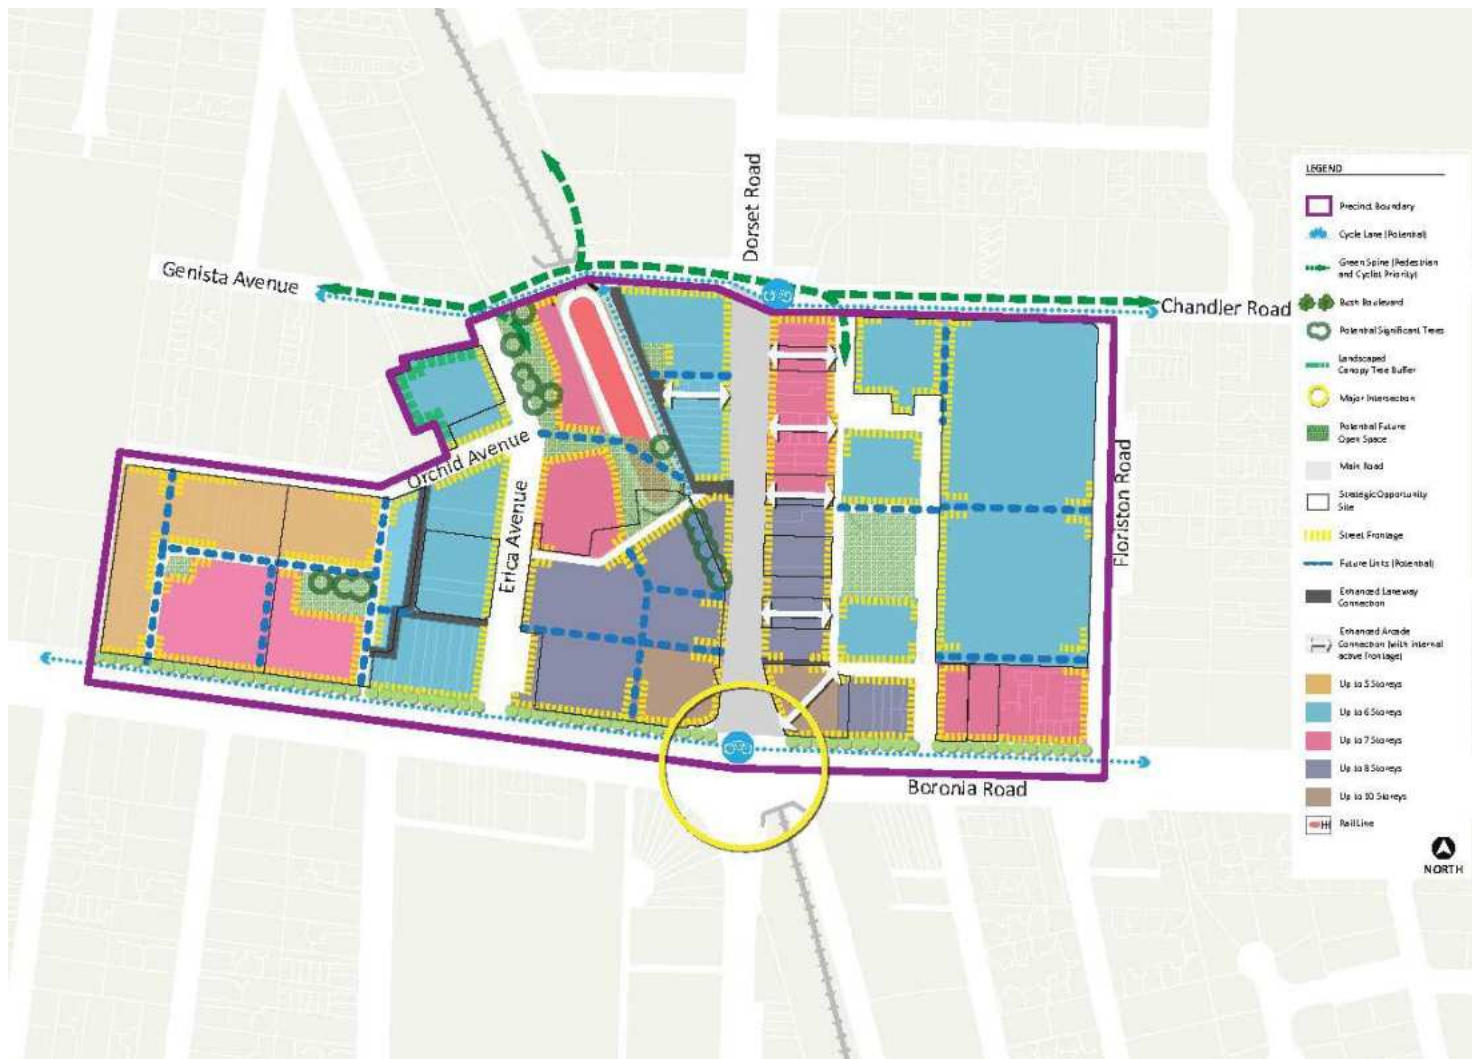 Dorset Road
Genista Avenue
Chandler Road
Orchid Avenue
Erica Avenue
Floriston Road
Boronia Road
LEGEND
Precinct Boundary
Cycle Lane (Potential)
Green Spine (Pedestrian
and Cyclist Priority)
Bush Boulevard
Potential Significant Trees
Landscaped
Canopy Tree Buffer
Major Intersection
Potential Future
Open Space
Main Road
Strategic Opportunity
Site
Street Frontage
Future Links (Potential)
Enhanced Laneway
Connection
Enhanced Arcade
Connection (with internal
active frontage)
Up to 5 Storeys
Up to 6 Storeys
Up to 7 Storeys
Up to 8 Storeys
Up to 10 Storeys
Rail Line
NORTH